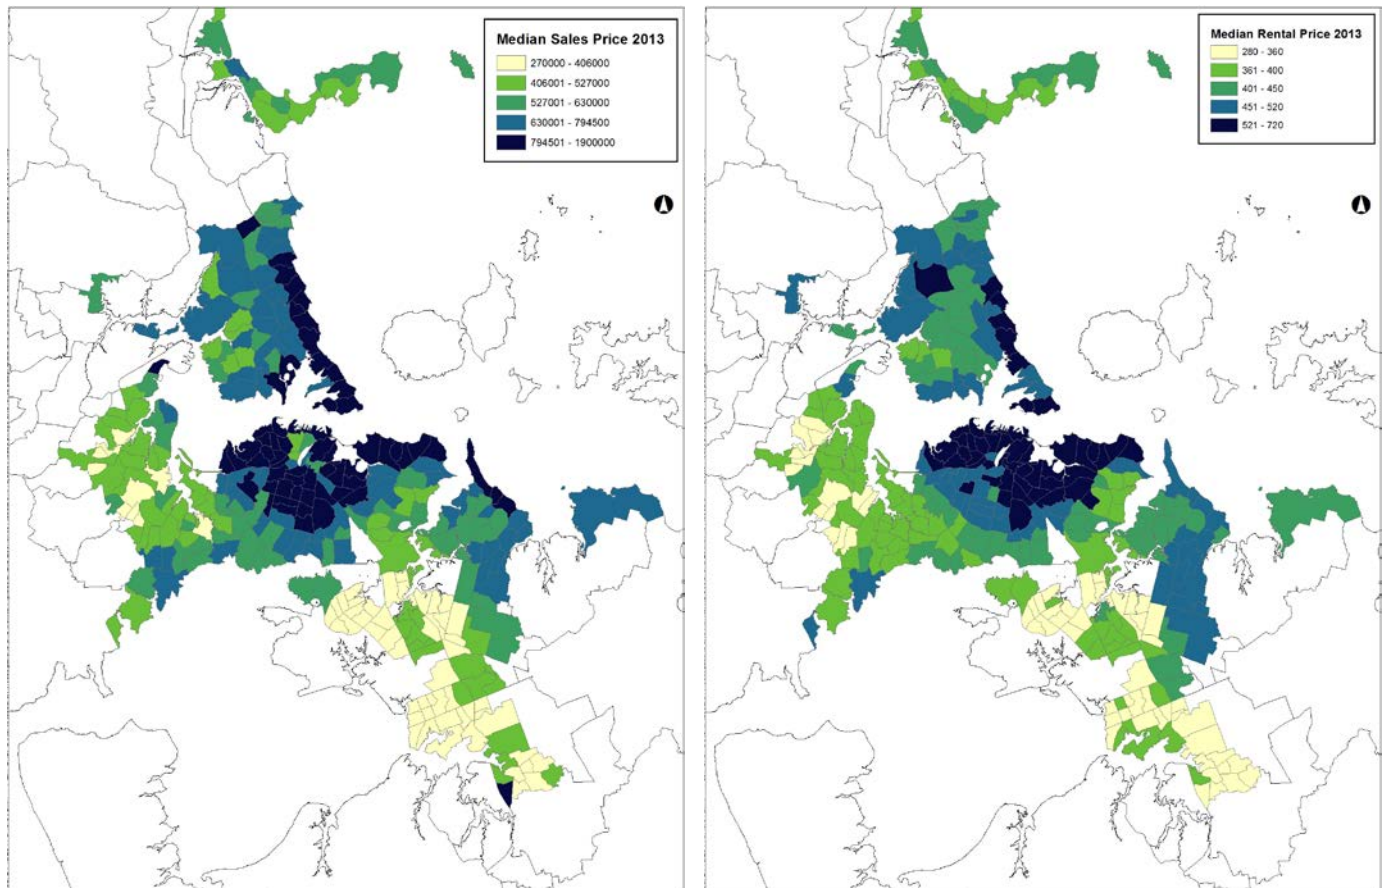 Median Sales Price 2013
270000 - 406000
406001 - 527000
527001 - 630000
630001 - 794500
794501 - 1900000
Median Rental Price 2013
280 - 360
361 - 400
401 - 450
451 - 520
521 - 720